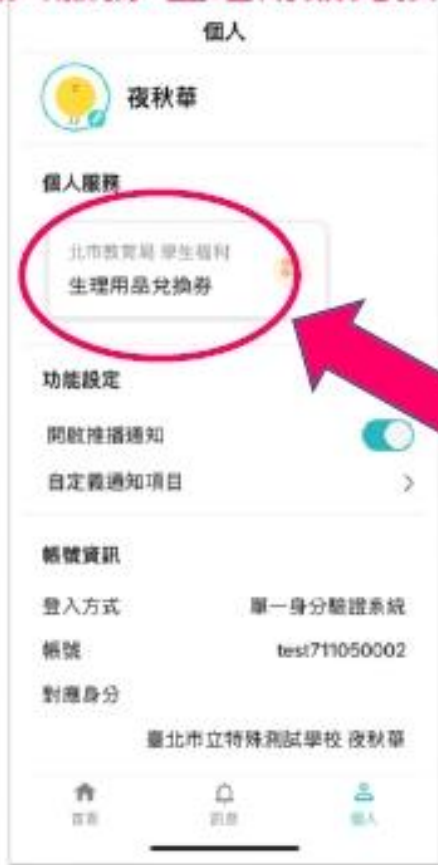 個人
夜秋華
個人服務
北市教育局 學生福利
生理用品兌換券
功能設定
開啟推播通知
自定義通知項目
帳號資訊
登入方式 單一身分驗證系統
帳號 test711050002
對應身分
臺北市立特殊測試學校 夜秋華
首頁 訊息 個人